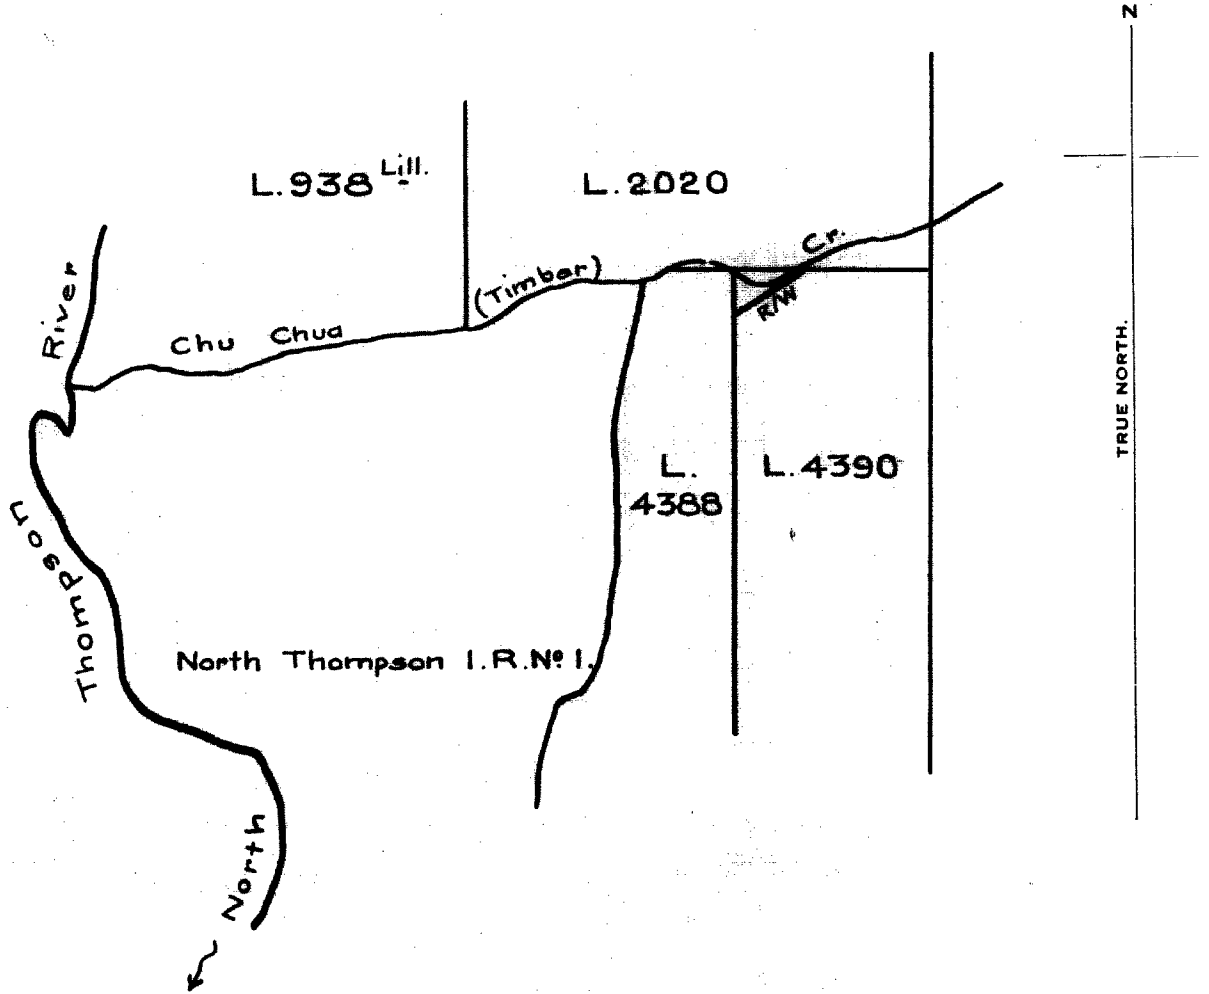 N
L.938 Lill.
L.2020
Cr.
(Timber)
River
R/W
Chu Chua
TRUE NORTH.
L.
4388
L.4390
North Thompson I.R.Nº 1.
North Thompson